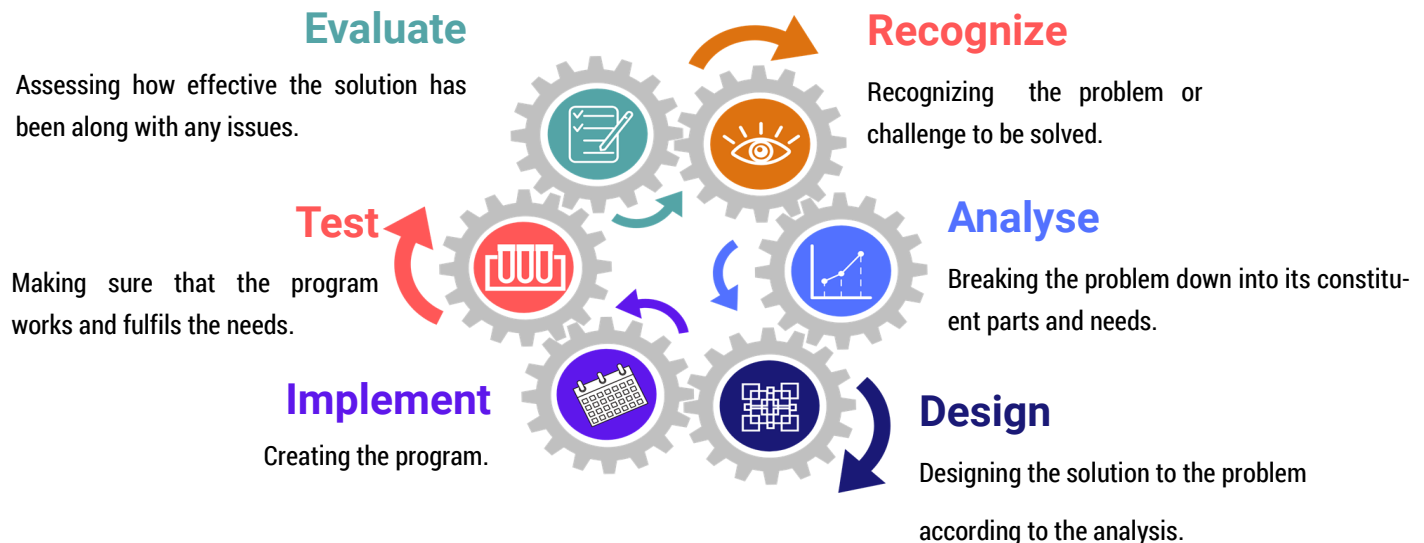 Evaluate
Assessing how effective the solution has
been along with any issues.
Recognize
Recognizing the problem or
challenge to be solved.
Test
Making sure that the program
works and fulfils the needs.
Analyse
Breaking the problem down into its constitu-
ent parts and needs.
Implement
Creating the program.
Design
Designing the solution to the problem
according to the analysis.